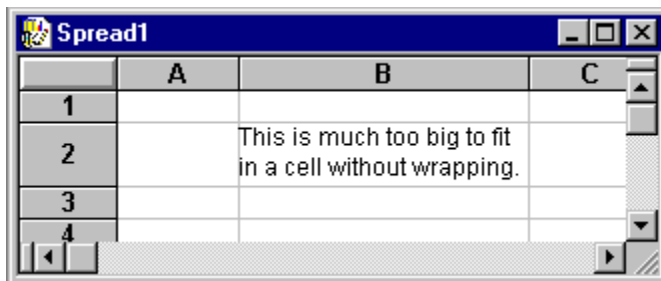 Spread1
A B C
1
2 This is much too big to fit
in a cell without wrapping.
3
4